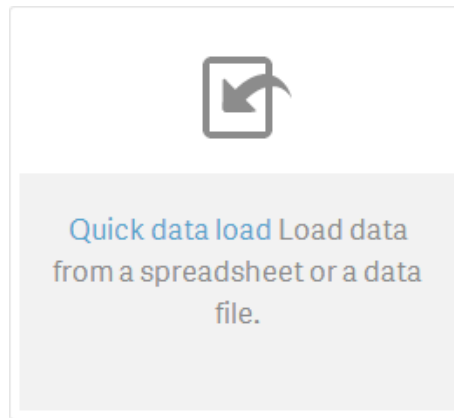 Quick data load Load data
from a spreadsheet or a data
file.